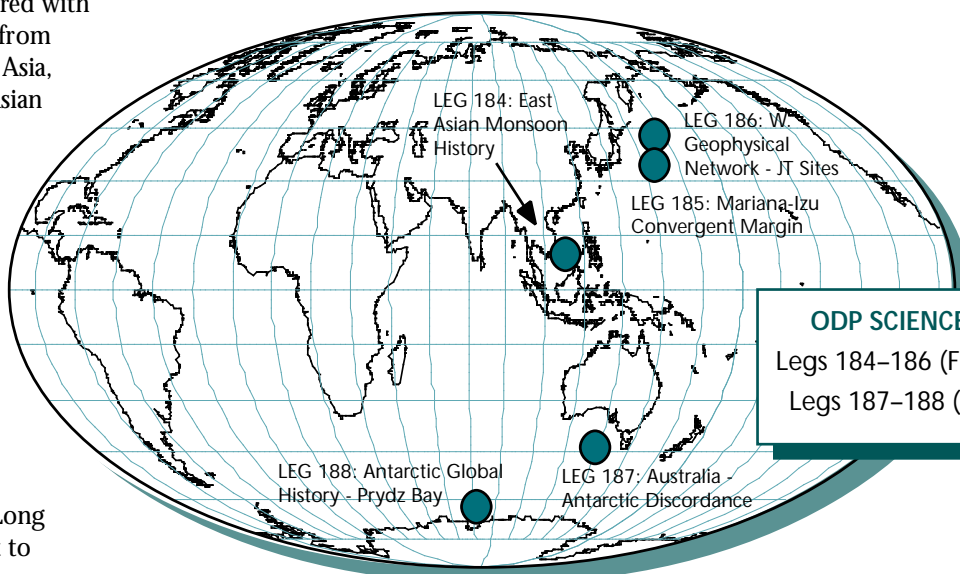 red with
from
Asia,
sian
LEG 184: East
Asian Monsoon
History
LEG 186: W.
Geophysical
Network - JT Sites
LEG 185: Mariana-Izu
Convergent Margin
ODP SCIENCE
Legs 184–186 (F
Legs 187–188 (
LEG 188: Antarctic Global
History - Prydz Bay
LEG 187: Australia -
Antarctic Discordance
Long
to